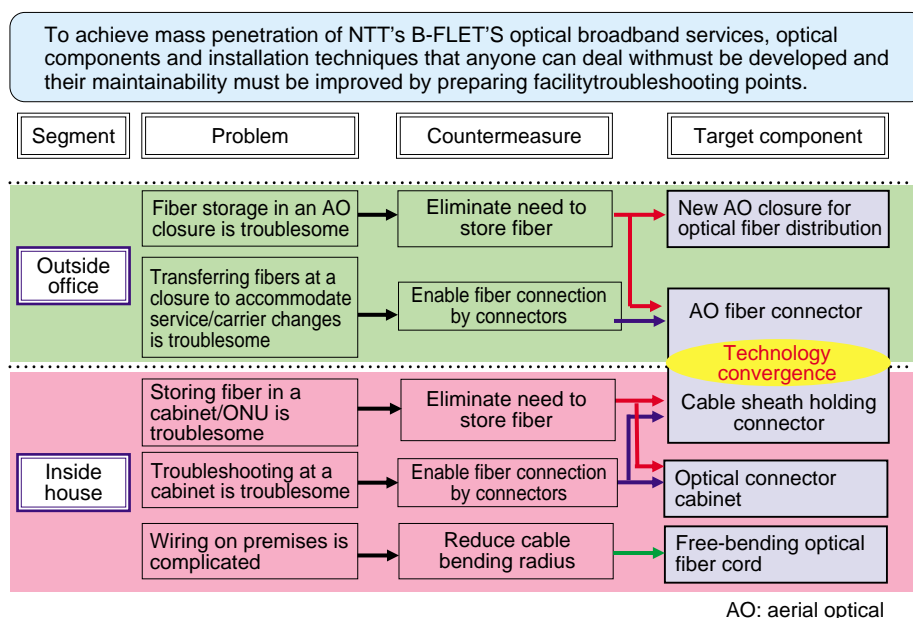 To achieve mass penetration of NTT's B-FLET'S optical broadband services, optical
components and installation techniques that anyone can deal withmust be developed and
their maintainability must be improved by preparing facilitytroubleshooting points.
Segment
Problem
Countermeasure
Target component
Outside
office
Fiber storage in an AO
closure is troublesome
Eliminate need to
store fiber
New AO closure for
optical fiber distribution
Transferring fibers at a
closure to accommodate
service/carrier changes
is troublesome
Enable fiber connection
by connectors
AO fiber connector
Technology
convergence
Inside
house
Storing fiber in a
cabinet/ONU is
troublesome
Eliminate need to
store fiber
Cable sheath holding
connector
Troubleshooting at a
cabinet is troublesome
Enable fiber connection
by connectors
Optical connector
cabinet
Wiring on premises is
complicated
Reduce cable
bending radius
Free-bending optical
fiber cord
AO: aerial optical